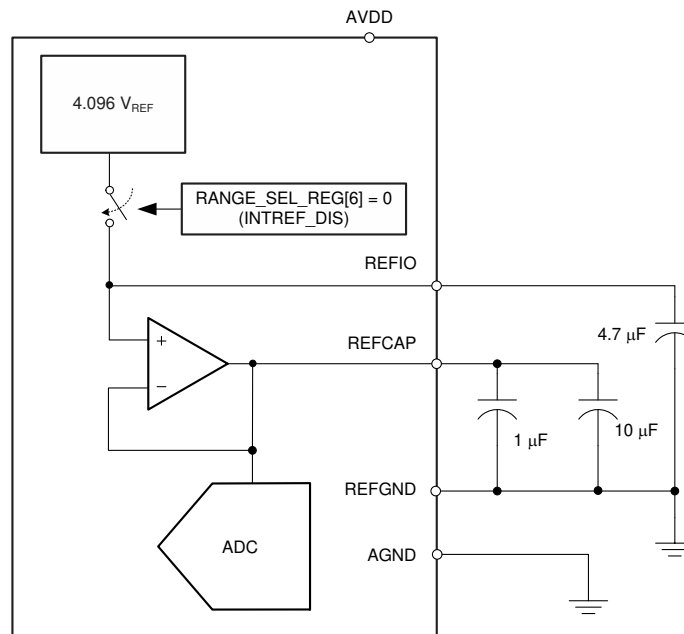 AVDD
4.096 VREF
RANGE_SEL_REG[6] = 0
(INTREF_DIS)
REFIO
4.7 μF
+
REFCAP
−
1 μF
10 μF
REFGND
ADC
AGND